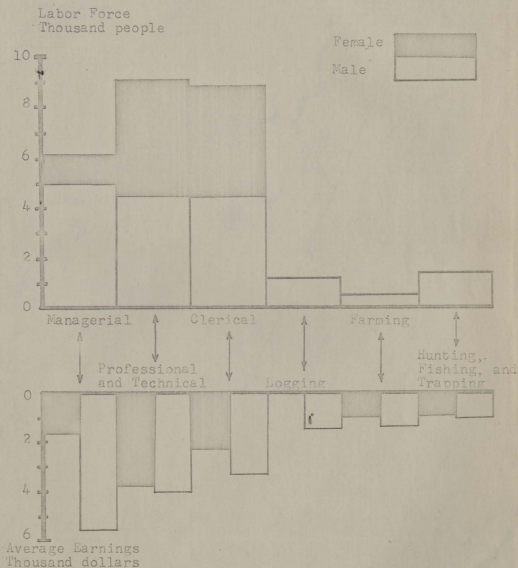 Labor Force
Thousand people
Female
Male
10
8
6
4
2
0
Managerial
Clerical
Farming
Professional
and Technical
Logging
Hunting,
Fishing, and
Trapping
0
2
4
6
Average Earnings
Thousand dollars